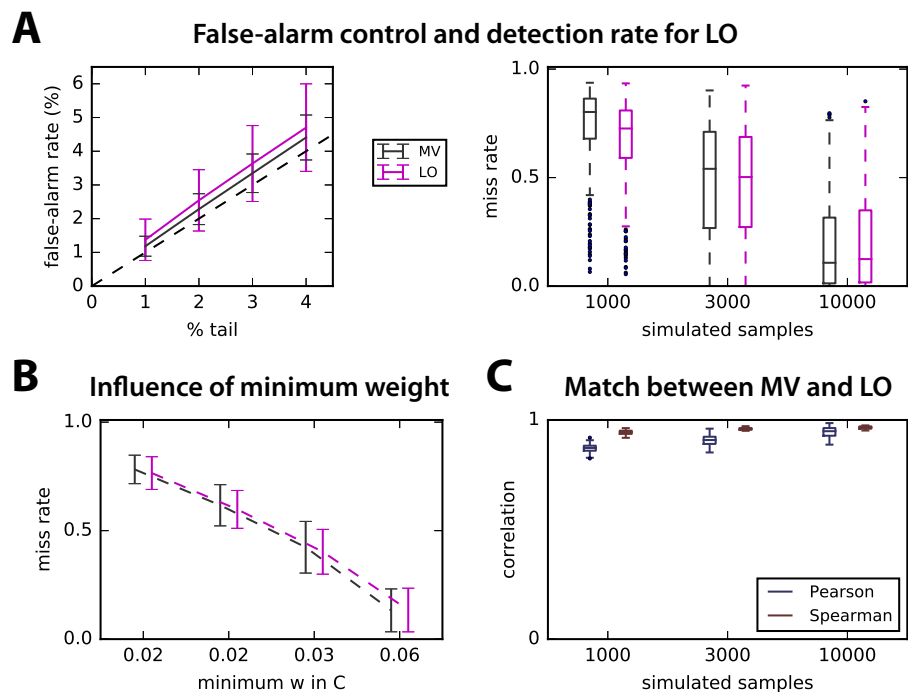 A
False-alarm control and detection rate for LO
false-alarm rate (%)
6
5
4
3
2
1
0
0 1 2 3 4
% tail
MV
LO
miss rate
1.0
0.5
0.0
1000 3000 10000
simulated samples
B
Influence of minimum weight
miss rate
1.0
0.5
0.0
0.02 0.02 0.03 0.06
minimum w in C
C
Match between MV and LO
correlation
1
0
Pearson
Spearman
1000 3000 10000
simulated samples